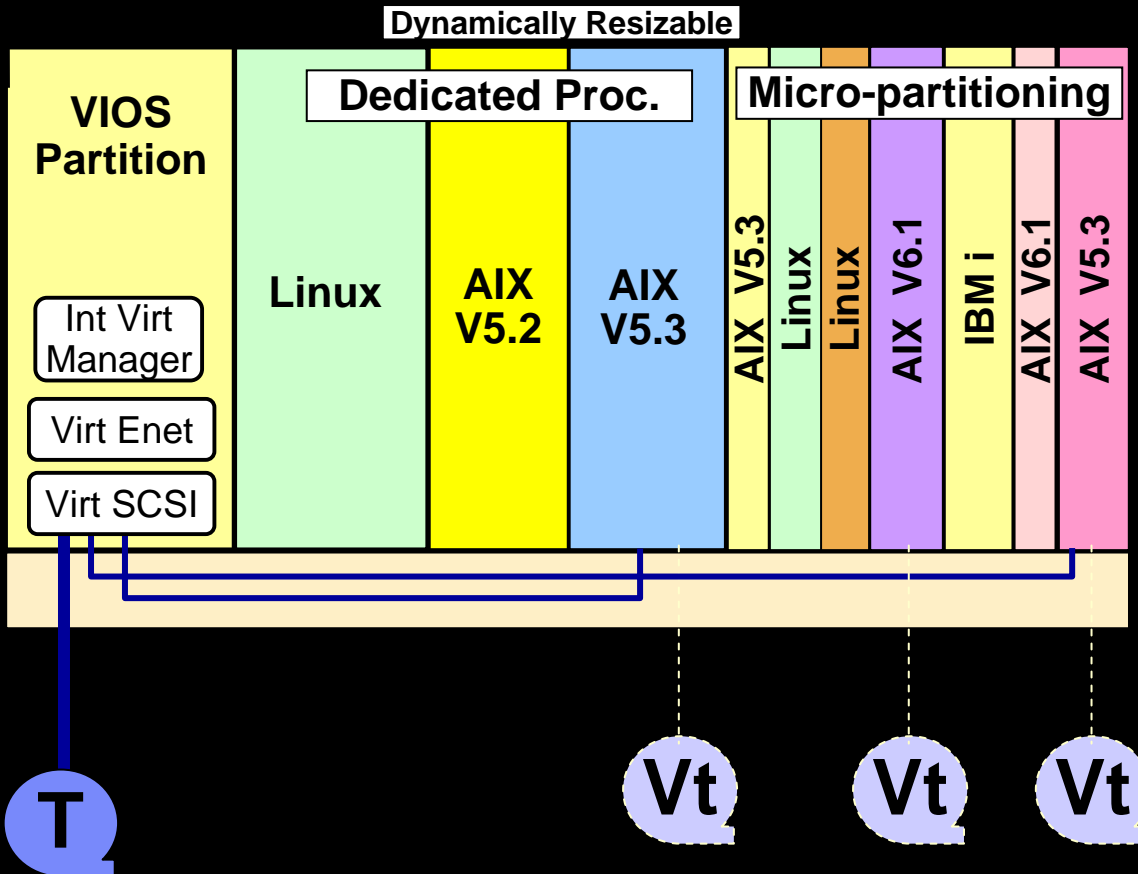 Dynamically Resizable
Dedicated Proc.
Micro-partitioning
VIOS
Partition
Int Virt
Manager
Virt Enet
Virt SCSI
Linux
AIX
V5.2
AIX
V5.3
AIX V5.3
Linux
Linux
AIX V6.1
IBM i
AIX V6.1
AIX V5.3
T
Vt
Vt
Vt